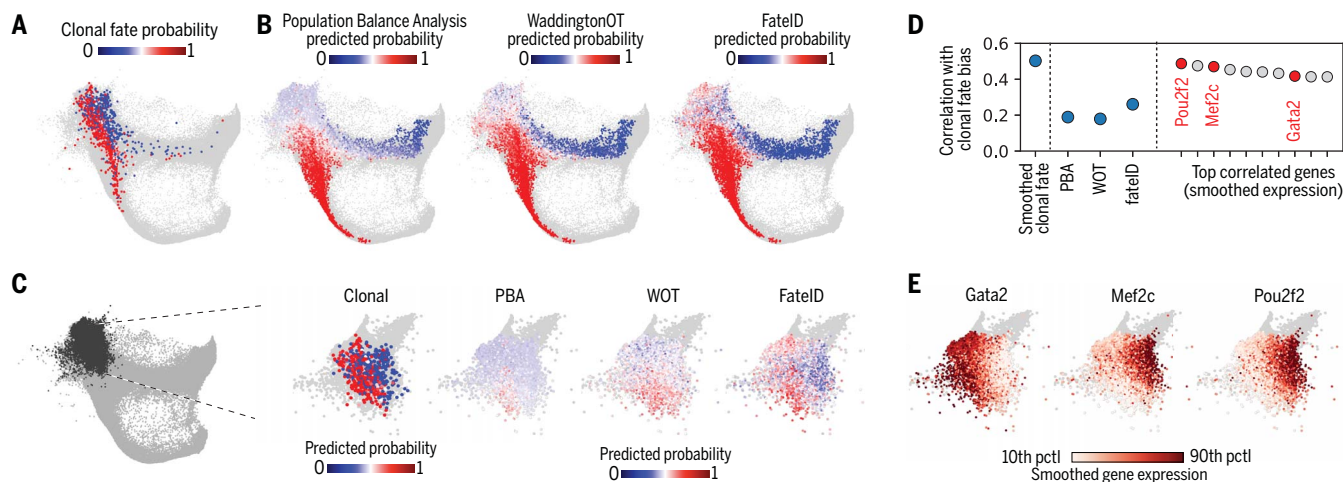 A
Clonal fate probability
0 1
B
Population Balance Analysis
predicted probability
0 1
WaddingtonOT
predicted probability
0 1
FateID
predicted probability
0 1
D
Correlation with
clonal fate bias
0.6
0.4
0.2
0.0
Pou2f2
Mef2c
Gata2
Smoothed
clonal fate
PBA
WOT
fateID
Top correlated genes
(smoothed expression)
C
Clonal
PBA
WOT
FateID
Predicted probability
0 1
Predicted probability
0 1
E
Gata2
Mef2c
Pou2f2
10th pctl 90th pctl
Smoothed gene expression